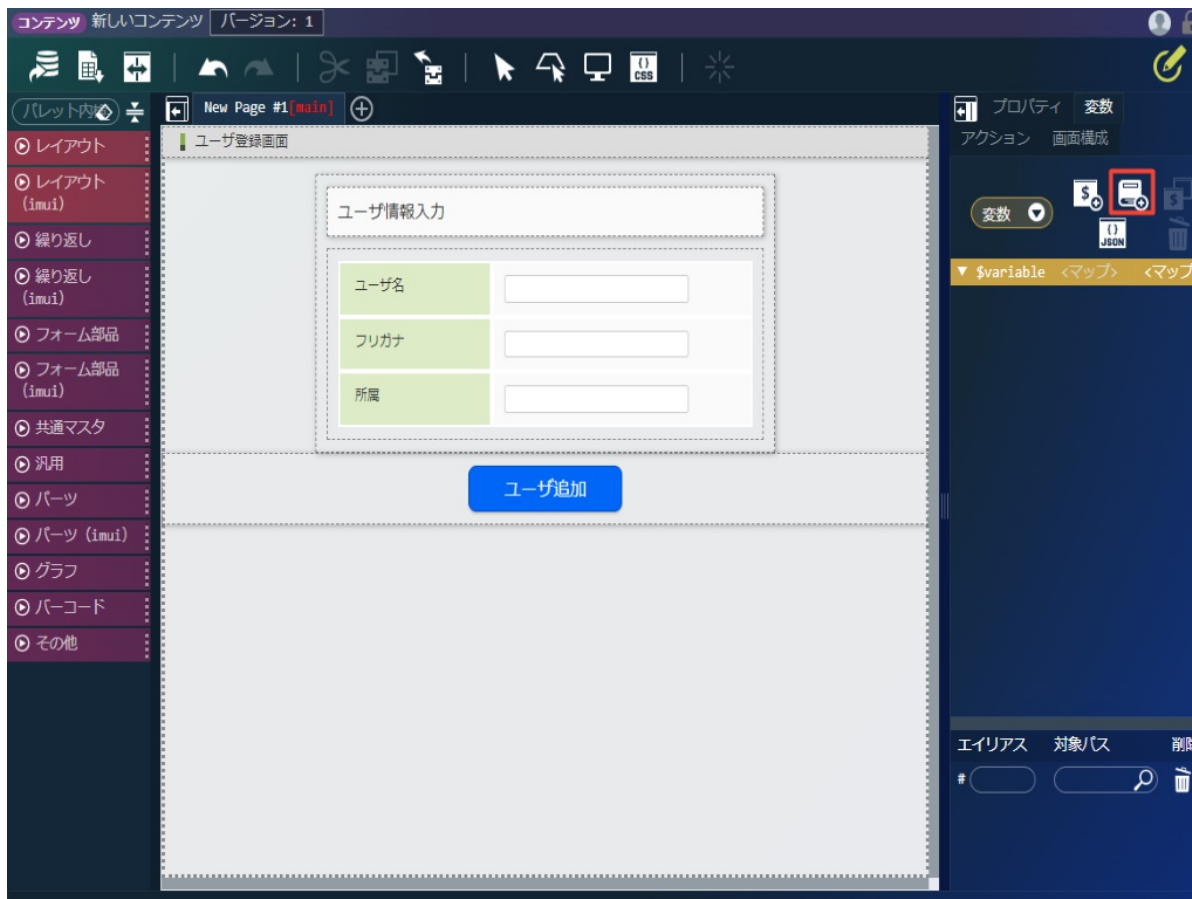 コンテンツ 新しいコンテンツ バージョン: 1
{}
CSS
パレット内検
New Page #1[main]
プロパティ 変数
アクション 画面構成
レイアウト
レイアウト
(imui)
繰り返し
繰り返し
(imui)
フォーム部品
フォーム部品
(imui)
共通マスタ
汎用
パーツ
パーツ (imui)
グラフ
バーコード
その他
ユーザ登録画面
ユーザ情報入力
ユーザ名
フリガナ
所属
ユーザ追加
変数
$
$
{}
JSON
▼ $variable <マップ> <マップ
エイリアス 対象パス 削除
#